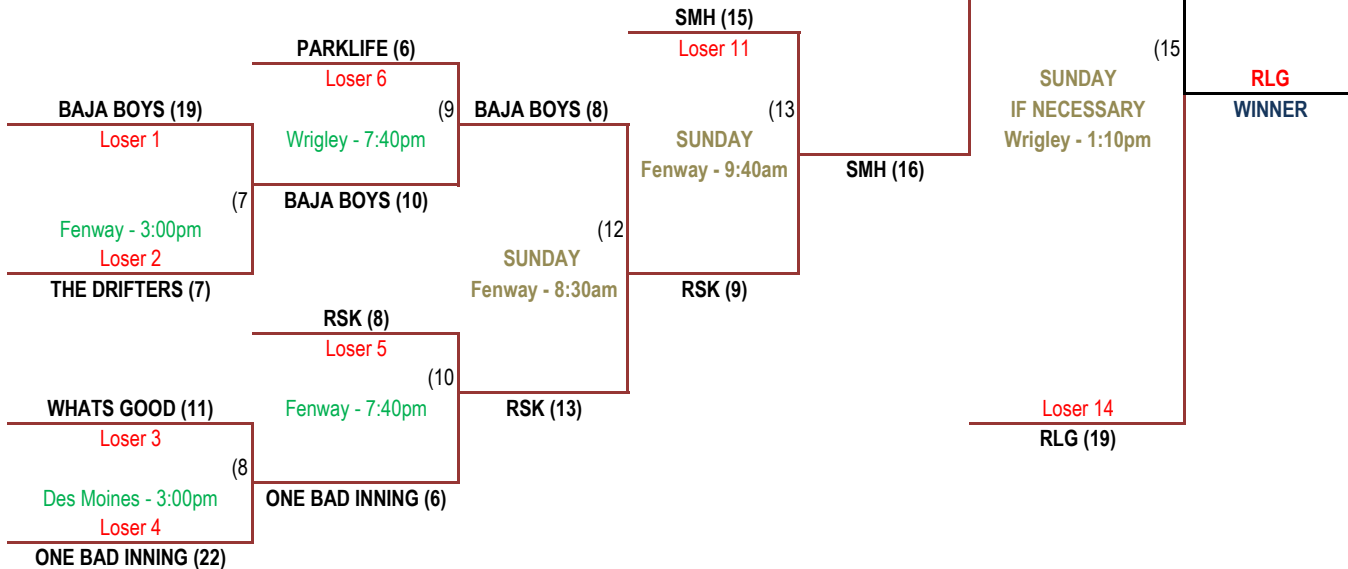 SMH (15)
Loser 11
PARKLIFE (6)
Loser 6
(15
SUNDAY
IF NECESSARY
Wrigley - 1:10pm
RLG
WINNER
BAJA BOYS (19)
Loser 1
(9
Wrigley - 7:40pm
BAJA BOYS (8)
(13
SUNDAY
Fenway - 9:40am
SMH (16)
(7
BAJA BOYS (10)
Fenway - 3:00pm
Loser 2
THE DRIFTERS (7)
(12
SUNDAY
Fenway - 8:30am
RSK (9)
RSK (8)
Loser 5
(10
Fenway - 7:40pm
RSK (13)
WHATS GOOD (11)
Loser 3
Loser 14
RLG (19)
(8
Des Moines - 3:00pm
ONE BAD INNING (6)
Loser 4
ONE BAD INNING (22)